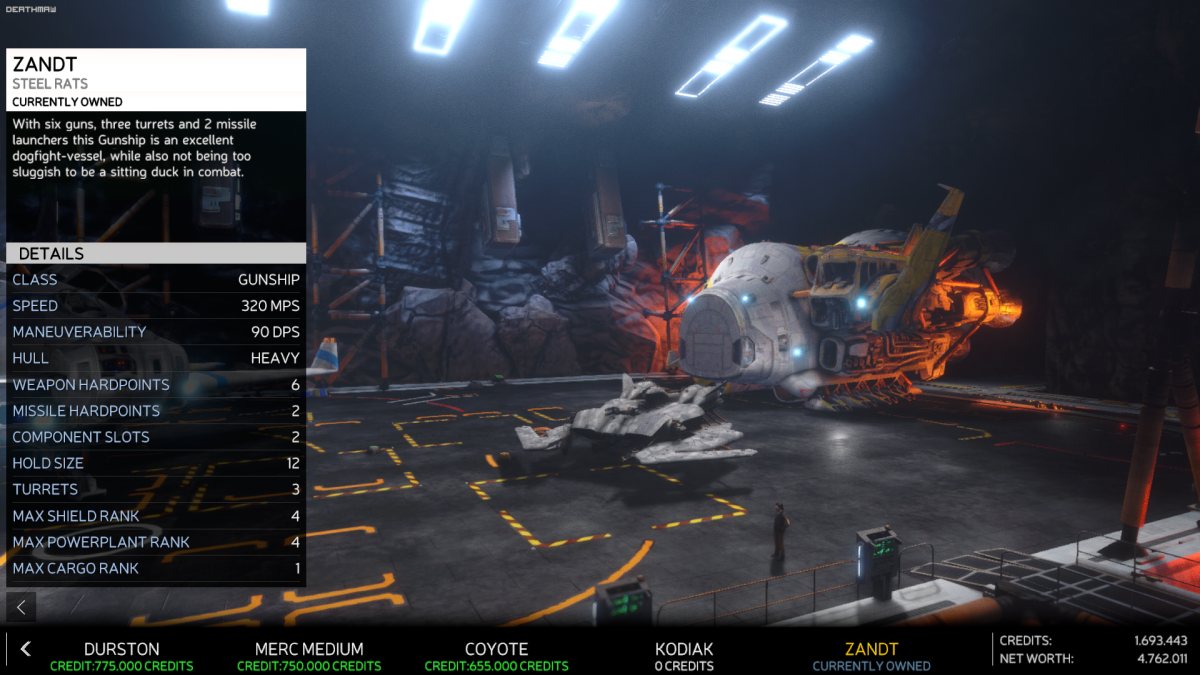 DEATHMAW
ZANDT
STEEL RATS
CURRENTLY OWNED
With six guns, three turrets and 2 missile
launchers this Gunship is an excellent
dogfight-vessel, while also not being too
sluggish to be a sitting duck in combat.
DETAILS
CLASS GUNSHIP
SPEED 320 MPS
MANEUVERABILITY 90 DPS
HULL HEAVY
WEAPON HARDPOINTS 6
MISSILE HARDPOINTS 2
COMPONENT SLOTS 2
HOLD SIZE 12
TURRETS 3
MAX SHIELD RANK 4
MAX POWERPLANT RANK 4
MAX CARGO RANK 1
DURSTON MERC MEDIUM COYOTE KODIAK ZANDT
CREDIT:775.000 CREDITS CREDIT:750.000 CREDITS CREDIT:655.000 CREDITS 0 CREDITS CURRENTLY OWNED
CREDITS: 1.693.443
NET WORTH: 4.762.011